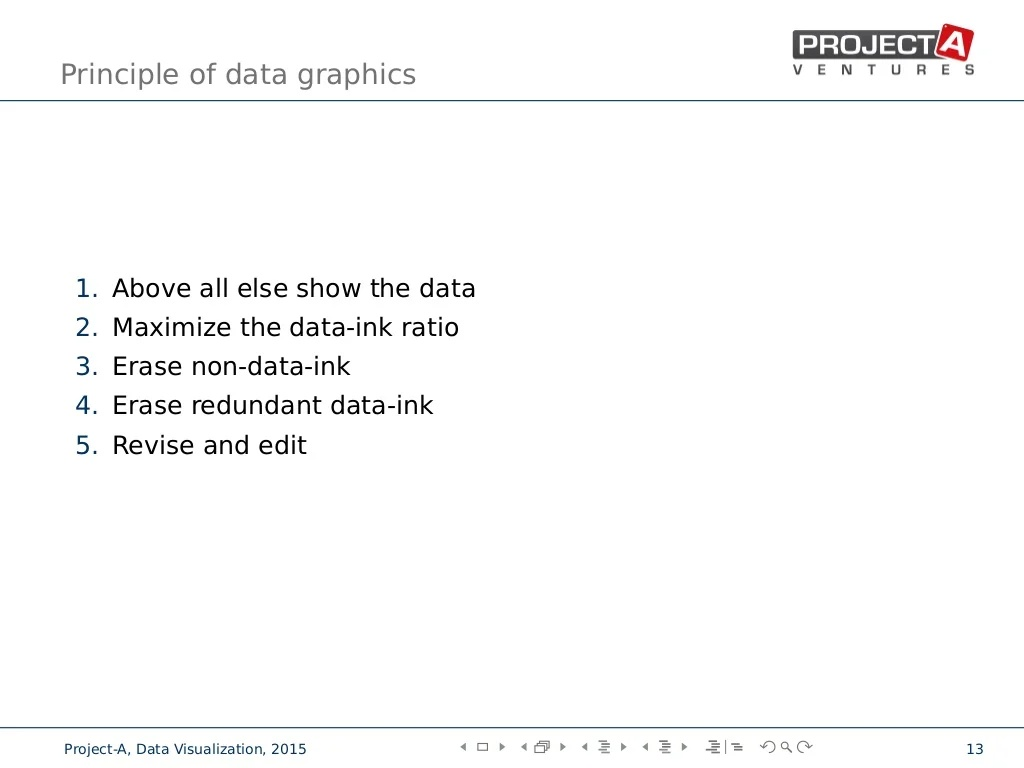 PROJECT A
VENTURES
Principle of data graphics
1. Above all else show the data
2. Maximize the data-ink ratio
3. Erase non-data-ink
4. Erase redundant data-ink
5. Revise and edit
Project-A, Data Visualization, 2015
13